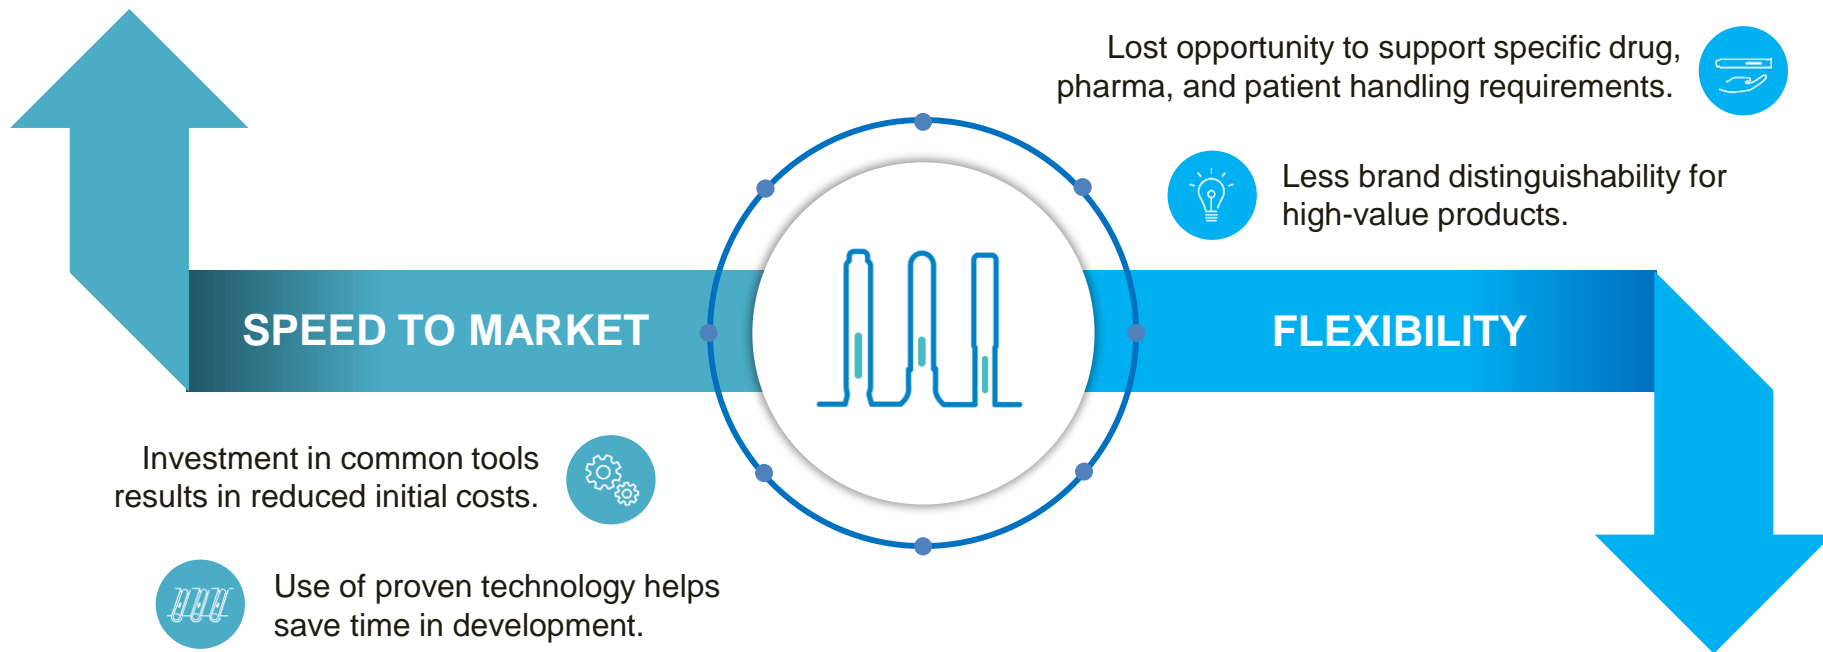 Lost opportunity to support specific drug,
pharma, and patient handling requirements.
Less brand distinguishability for
high-value products.
SPEED TO MARKET
FLEXIBILITY
Investment in common tools
results in reduced initial costs.
Use of proven technology helps
save time in development.